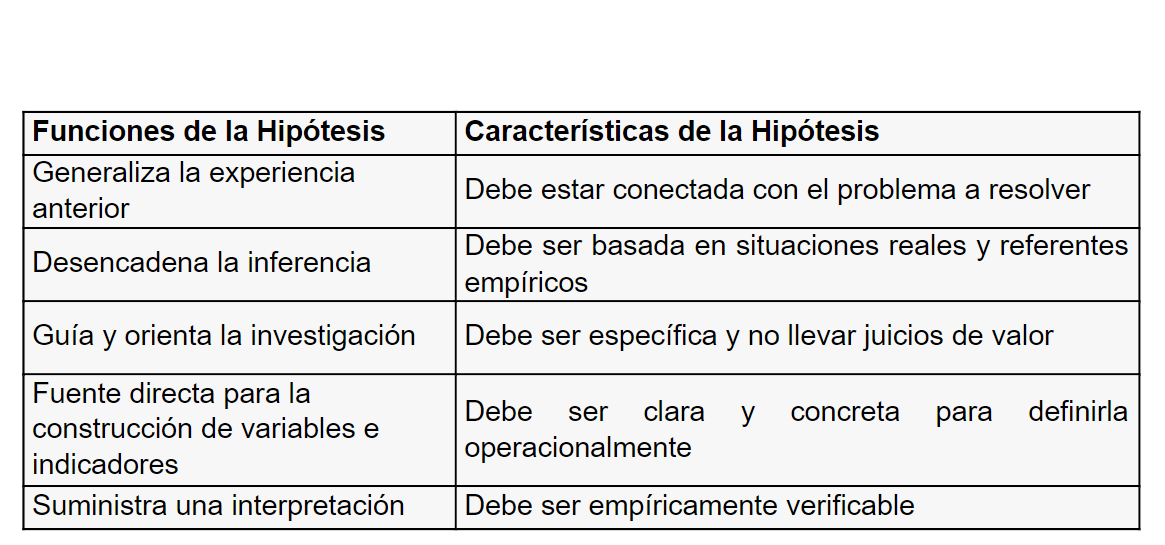 Funciones de la Hipótesis
Características de la Hipótesis
Generaliza la experiencia
anterior
Debe estar conectada con el problema a resolver
Desencadena la inferencia
Debe ser basada en situaciones reales y referentes
empíricos
Guía y orienta la investigación
Debe ser específica y no llevar juicios de valor
Fuente directa para la
construcción de variables e
indicadores
Debe ser clara y concreta para definirla
operacionalmente
Suministra una interpretación
Debe ser empíricamente verificable